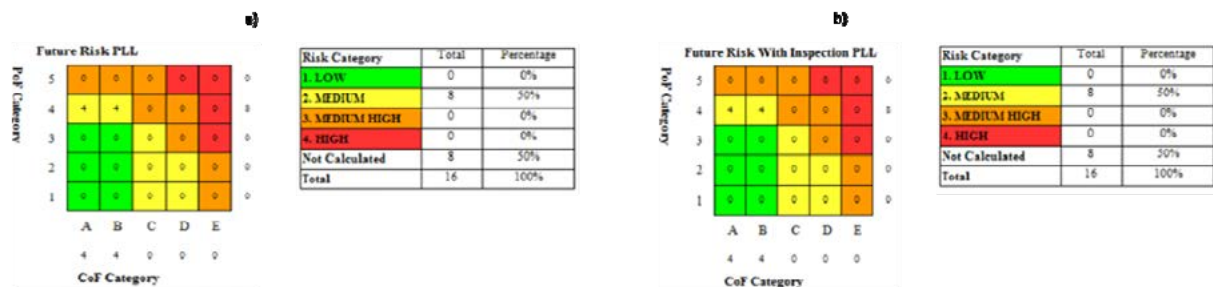 a)
Future Risk PLL
PoF Category
5 0 0 0 0 0 0
4 4 4 0 0 0 8
3 0 0 0 0 0 0
2 0 0 0 0 0 0
1 0 0 0 0 0 0
A B C D E
4 4 0 0 0
CoF Category
Risk Category Total Percentage
1. LOW 0 0%
2. MEDIUM 8 50%
3. MEDIUM HIGH 0 0%
4. HIGH 0 0%
Not Calculated 8 50%
Total 16 100%
b)
Future Risk With Inspection PLL
PoF Category
5 0 0 0 0 0 0
4 4 4 0 0 0 8
3 0 0 0 0 0 0
2 0 0 0 0 0 0
1 0 0 0 0 0 0
A B C D E
4 4 0 0 0
CoF Category
Risk Category Total Percentage
1. LOW 0 0%
2. MEDIUM 8 50%
3. MEDIUM HIGH 0 0%
4. HIGH 0 0%
Not Calculated 8 50%
Total 16 100%